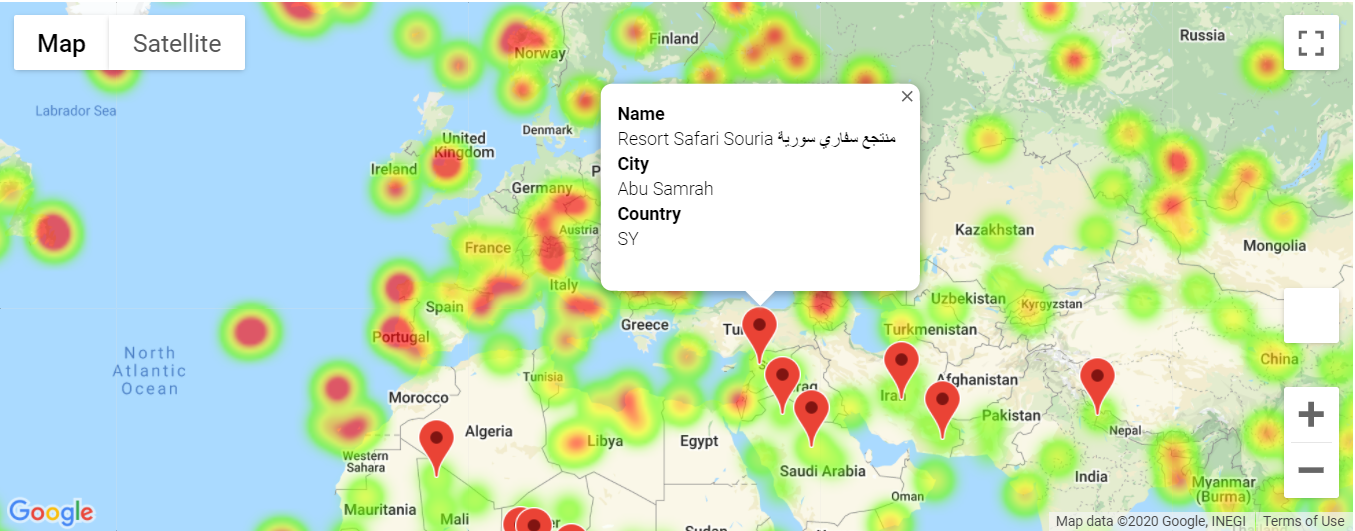 Map
Satellite
Finland
Russia
Norway
Labrador Sea
Denmark
United
Kingdom
Ireland
Germany
P
Austria
France
Italy
Spain
Portugal
Greece
Tunisia
Morocco
Algeria
Libya
Egypt
Western
Sahara
Mauritania
Mali
er
North
Atlantic
Ocean
Name
Resort Safari Souria منتجع سفاري سورية
City
Abu Samrah
Country
SY
Kazakhstan
Mongolia
Uzbekistan
Kyrgyzstan
Tu
Turkmenistan
China
S
raq
Ira
Afghanistan
Pakistan
Nepal
Saudi Arabia
Oman
India
Myanmar
(Burma)
Sudan
Google
Map data ©2020 Google, INEGI
Terms of Use